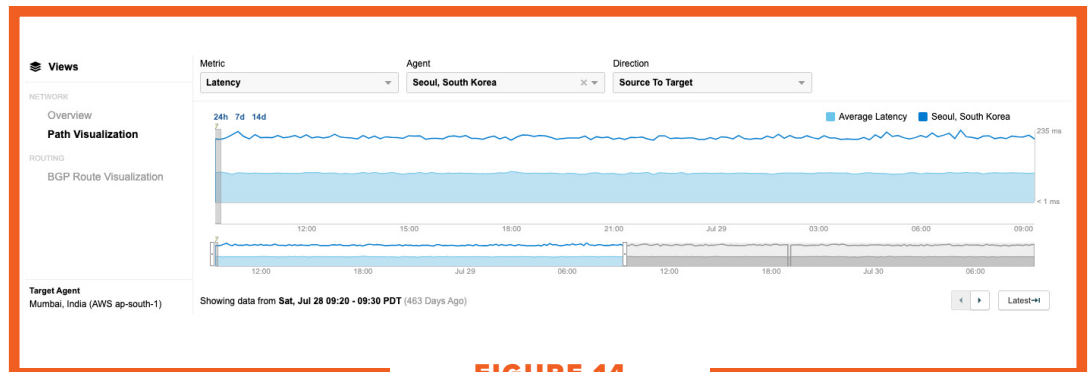 Views
NETWORK
Overview
Path Visualization
ROUTING
BGP Route Visualization
Target Agent
Mumbai, India (AWS ap-south-1)
Metric Agent Direction
Latency Seoul, South Korea Source To Target
24h 7d 14d
Average Latency Seoul, South Korea
235 ms
< 1 ms
12:00 15:00 18:00 21:00 Jul 29 03:00 06:00 09:00
12:00 18:00 Jul 29 06:00 12:00 18:00 Jul 30 06:00
Showing data from Sat, Jul 28 09:20 - 09:30 PDT (463 Days Ago)
Latest